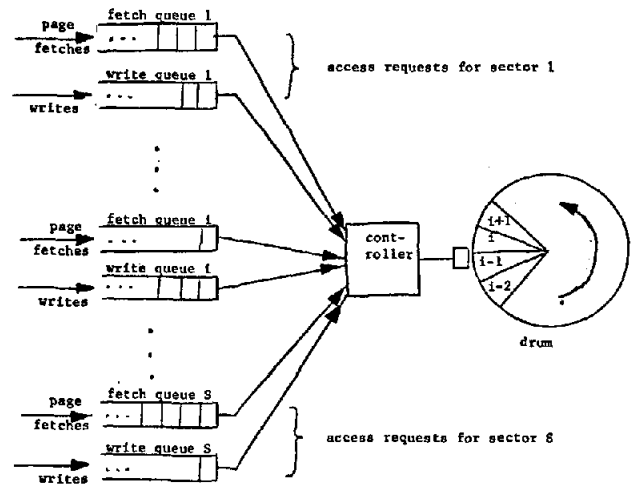 fetch queue 1
page
fetches
...
access requests for sector 1
write queue 1
writes
...
fetch queue i
page
fetches
...
write queue i
writes
...
cont-
roller
i+1
i
i-1
i-2
drum
fetch queue S
page
fetches
...
access requests for sector S
write queue S
writes
...